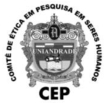 COMITÊ DE ÉTICA EM PESQUISA EM SERES HUMANOS
UNIANDRADE
CEP